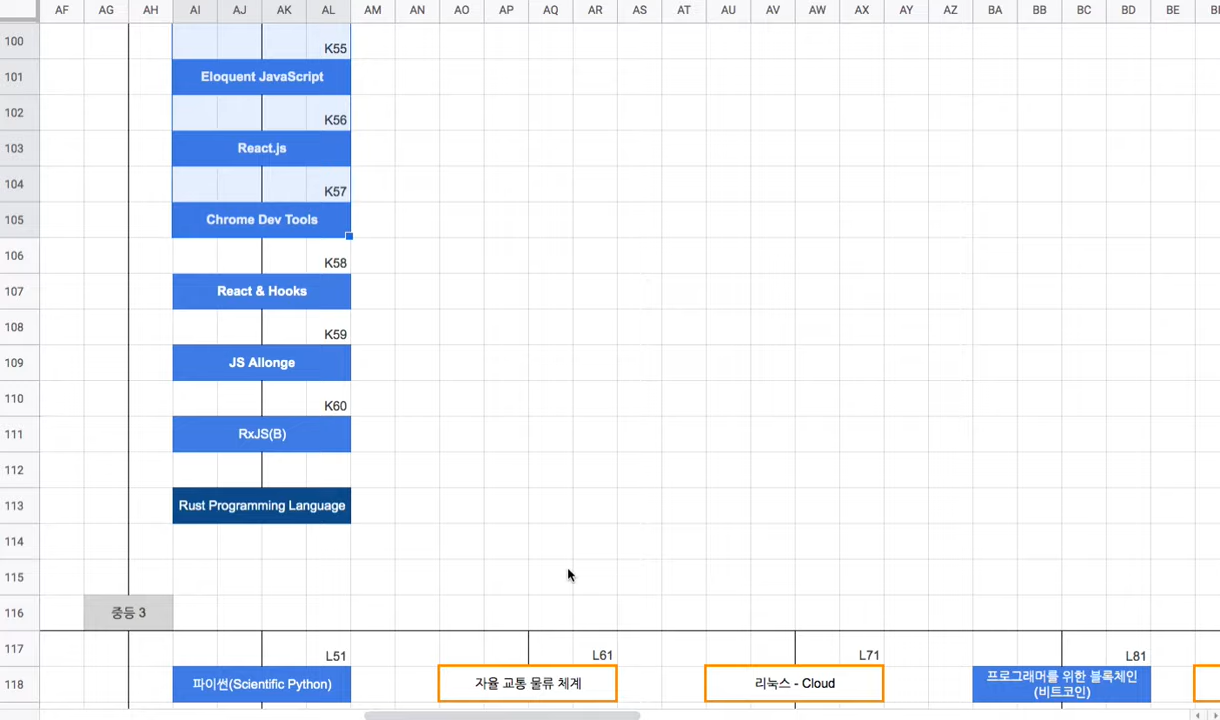 AF AG AH AI AJ AK AL AM AN AO AP AQ AR AS AT AU AV AW AX AY AZ BA BB BC BD BE
100
K55
101 Eloquent JavaScript
102
K56
103 React.js
104
K57
105 Chrome Dev Tools
106
K58
107 React & Hooks
108
K59
109 JS Allonge
110
K60
111 RxJS(B)
112
113 Rust Programming Language
114
115
116 중등 3
117
L51 L61 L71 L81
118 파이썬(Scientific Python) 자율 교통 물류 체계 리눅스 - Cloud 프로그래머를 위한 블록체인
(비트코인)